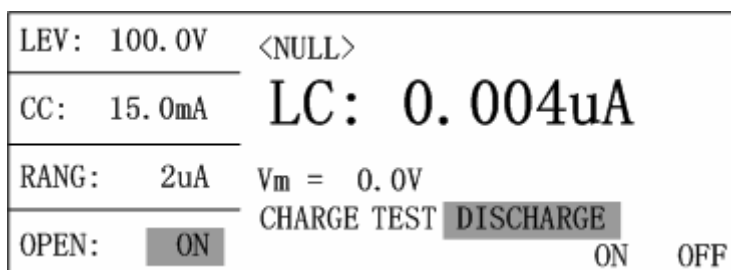 LEV: 100.0V
CC: 15.0mA
RANG: 2uA
OPEN: ON
<NULL>
LC: 0.004uA
Vm = 0.0V
CHARGE TEST DISCHARGE
ON OFF